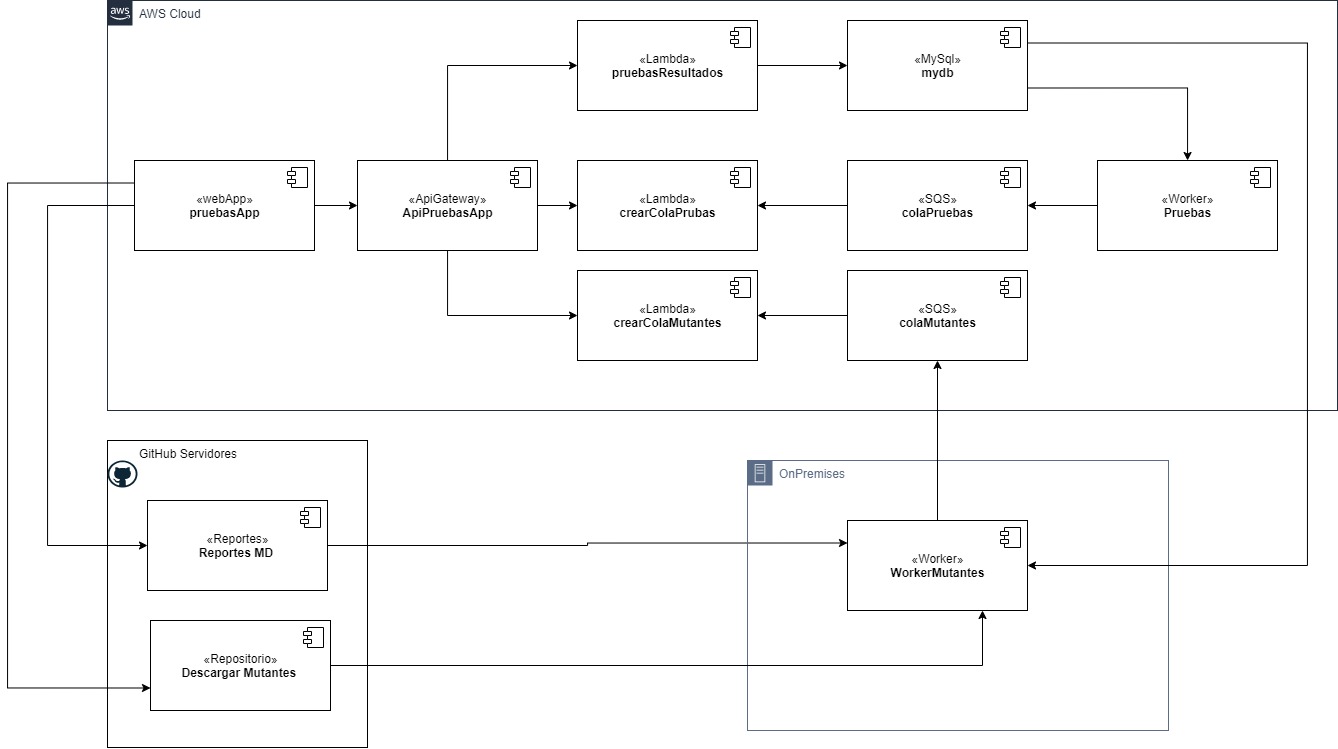 aws
AWS Cloud
«Lambda»
pruebasResultados
«MySql»
mydb
«webApp»
pruebasApp
«ApiGateway»
ApiPruebasApp
«Lambda»
crearColaPrubas
«SQS»
colaPruebas
«Worker»
Pruebas
«Lambda»
crearColaMutantes
«SQS»
colaMutantes
GitHub Servidores
OnPremises
«Reportes»
Reportes MD
«Worker»
WorkerMutantes
«Repositorio»
Descargar Mutantes